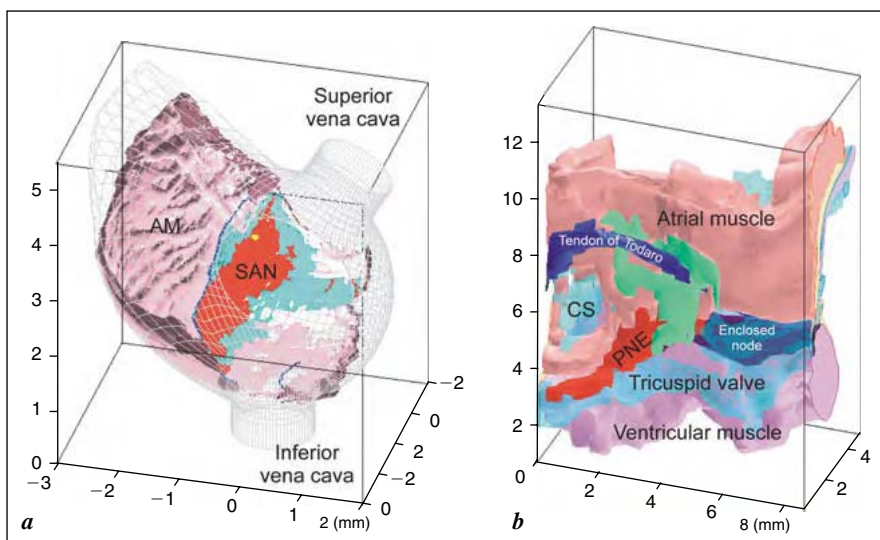 Superior
vena cava
AM
SAN
Inferior
vena cava
5
4
3
2
1
0
−3
−2
−1
0
1
2 (mm)
−2
0
2
4
0
a
Atrial muscle
Tendon of Todaro
CS
PNE
Enclosed
node
Tricuspid valve
Ventricular muscle
12
10
8
6
4
2
0
2
4
6
8 (mm)
4
2
b